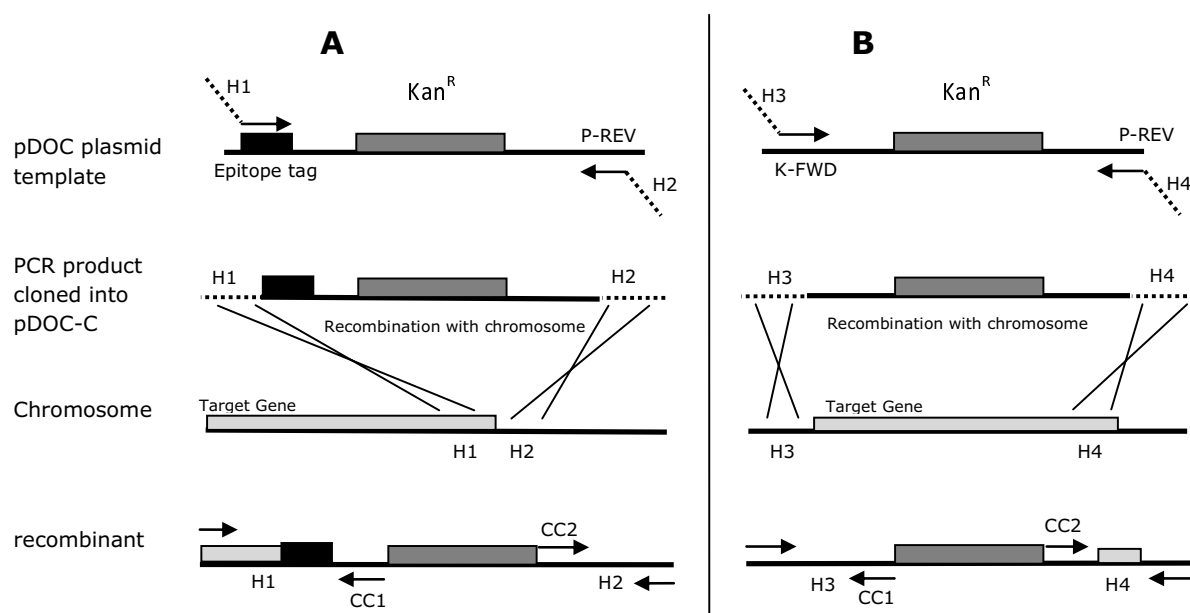 A
B
H1
Kan^R
H3
Kan^R
pDOC plasmid
template
P-REV
P-REV
Epitope tag
H2
K-FWD
H4
PCR product
cloned into
pDOC-C
H1
H2
H3
H4
Recombination with chromosome
Recombination with chromosome
Chromosome
Target Gene
Target Gene
H1
H2
H3
H4
recombinant
CC2
CC2
H1
CC1
H2
H3
CC1
H4